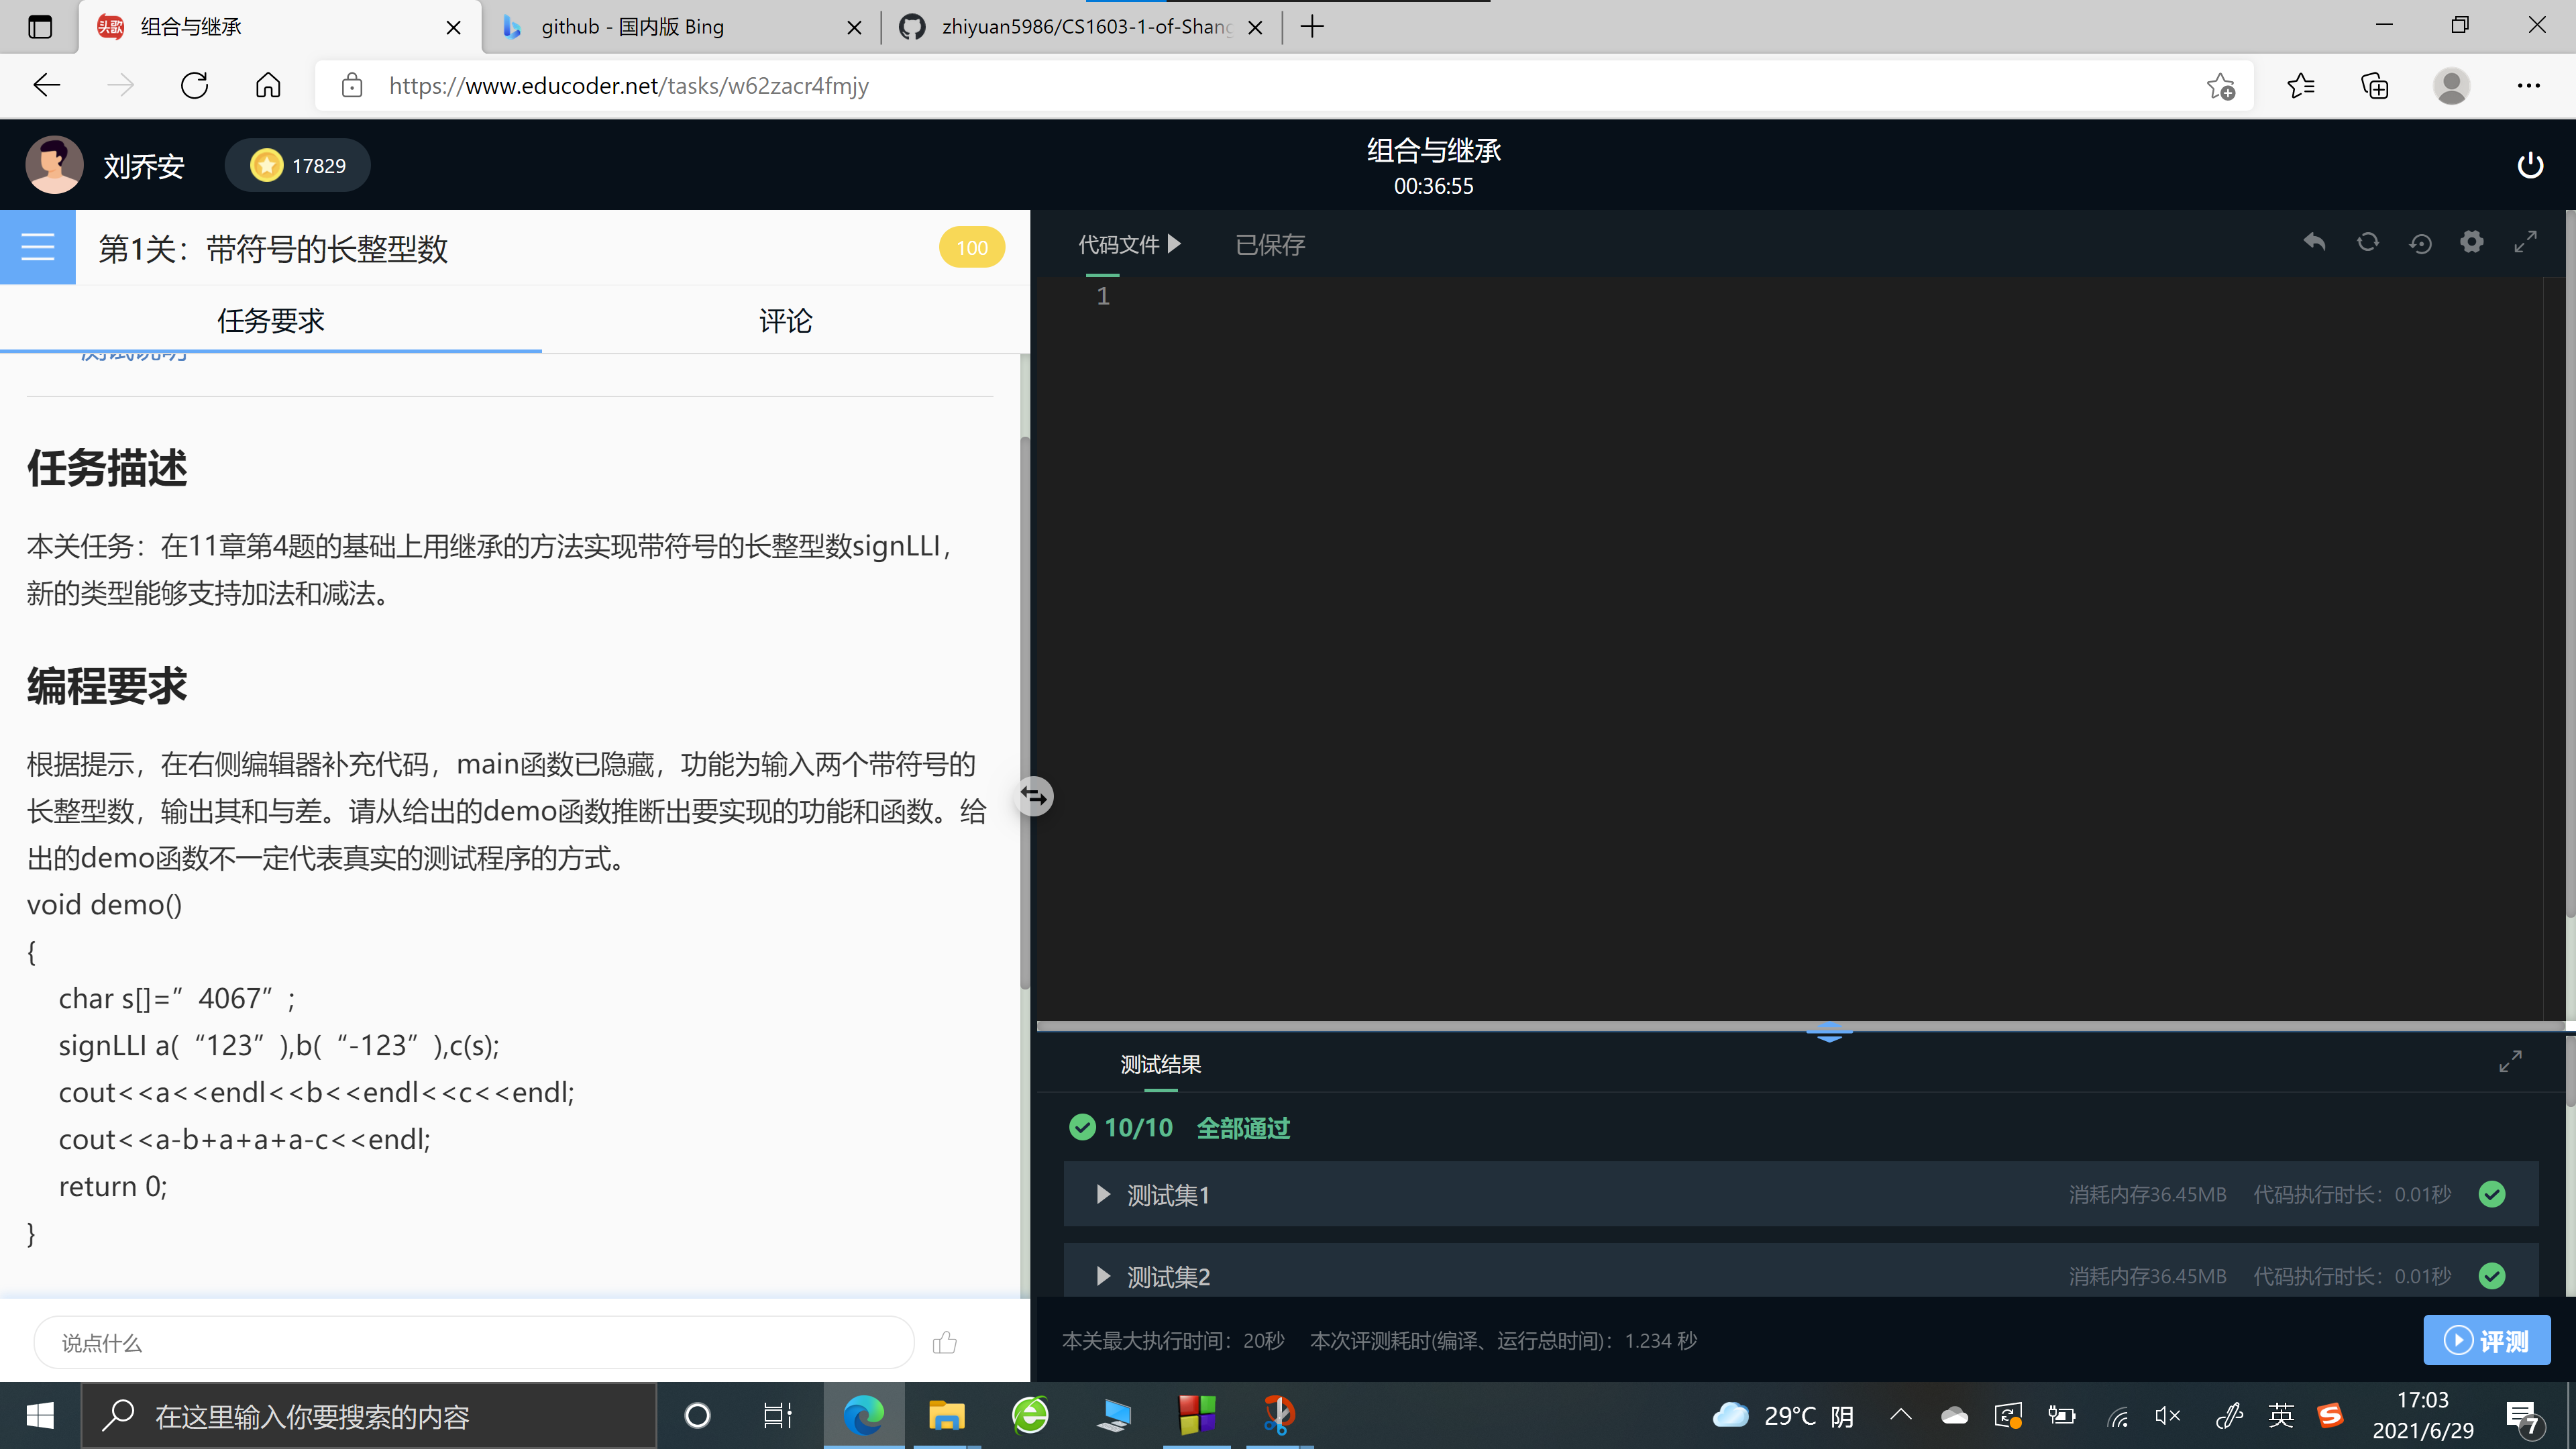 组合与继承
github - 国内版 Bing
zhiyuan5986/CS1603-1-of-Shang
https://www.educoder.net/tasks/w62zacr4fmjy
刘乔安
17829
组合与继承
00:36:55
第1关：带符号的长整型数
100
任务要求
评论
测试说明
任务描述
本关任务：在11章第4题的基础上用继承的方法实现带符号的长整型数signLLI，
新的类型能够支持加法和减法。
编程要求
根据提示，在右侧编辑器补充代码，main函数已隐藏，功能为输入两个带符号的
长整型数，输出其和与差。请从给出的demo函数推断出要实现的功能和函数。给
出的demo函数不一定代表真实的测试程序的方式。
void demo()
{
char s[]=”4067”;
signLLI a(“123”),b(“-123”),c(s);
cout<<a<<endl<<b<<endl<<c<<endl;
cout<<a-b+a+a+a-c<<endl;
return 0;
}
说点什么
代码文件
已保存
1
测试结果
10/10 全部通过
测试集1
消耗内存36.45MB 代码执行时长：0.01秒
测试集2
消耗内存36.45MB 代码执行时长：0.01秒
本关最大执行时间：20秒 本次评测耗时(编译、运行总时间)：1.234 秒
评测
在这里输入你要搜索的内容
29°C 阴
英
17:03
2021/6/29
7